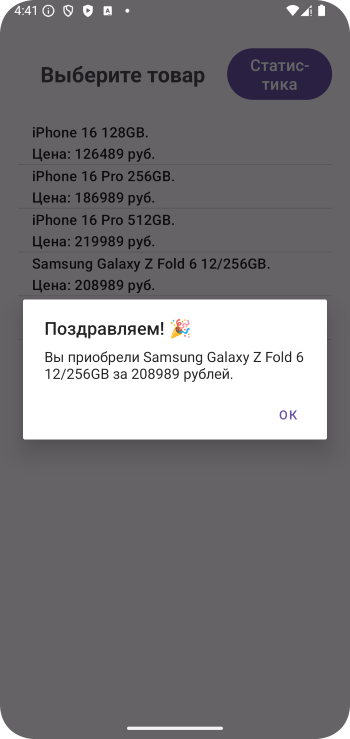 4:41
Выберите товар
Статис-
тика
iPhone 16 128GB.
Цена: 126489 руб.
iPhone 16 Pro 256GB.
Цена: 186989 руб.
iPhone 16 Pro 512GB.
Цена: 219989 руб.
Samsung Galaxy Z Fold 6 12/256GB.
Цена: 208989 руб.
Поздравляем! 🎉
Вы приобрели Samsung Galaxy Z Fold 6
12/256GB за 208989 рублей.
ОК